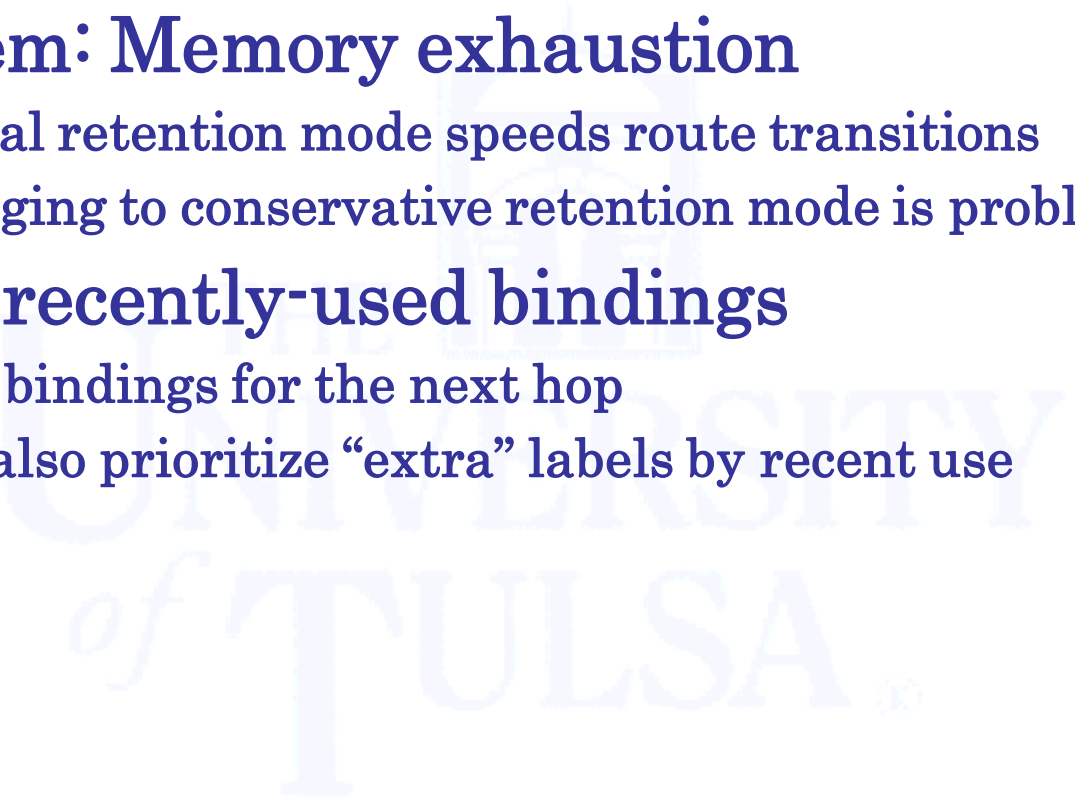 em: Memory exhaustion
al retention mode speeds route transitions
ging to conservative retention mode is probl
recently-used bindings
bindings for the next hop
also prioritize “extra” labels by recent use
THE
UNIVERSITY
of TULSA